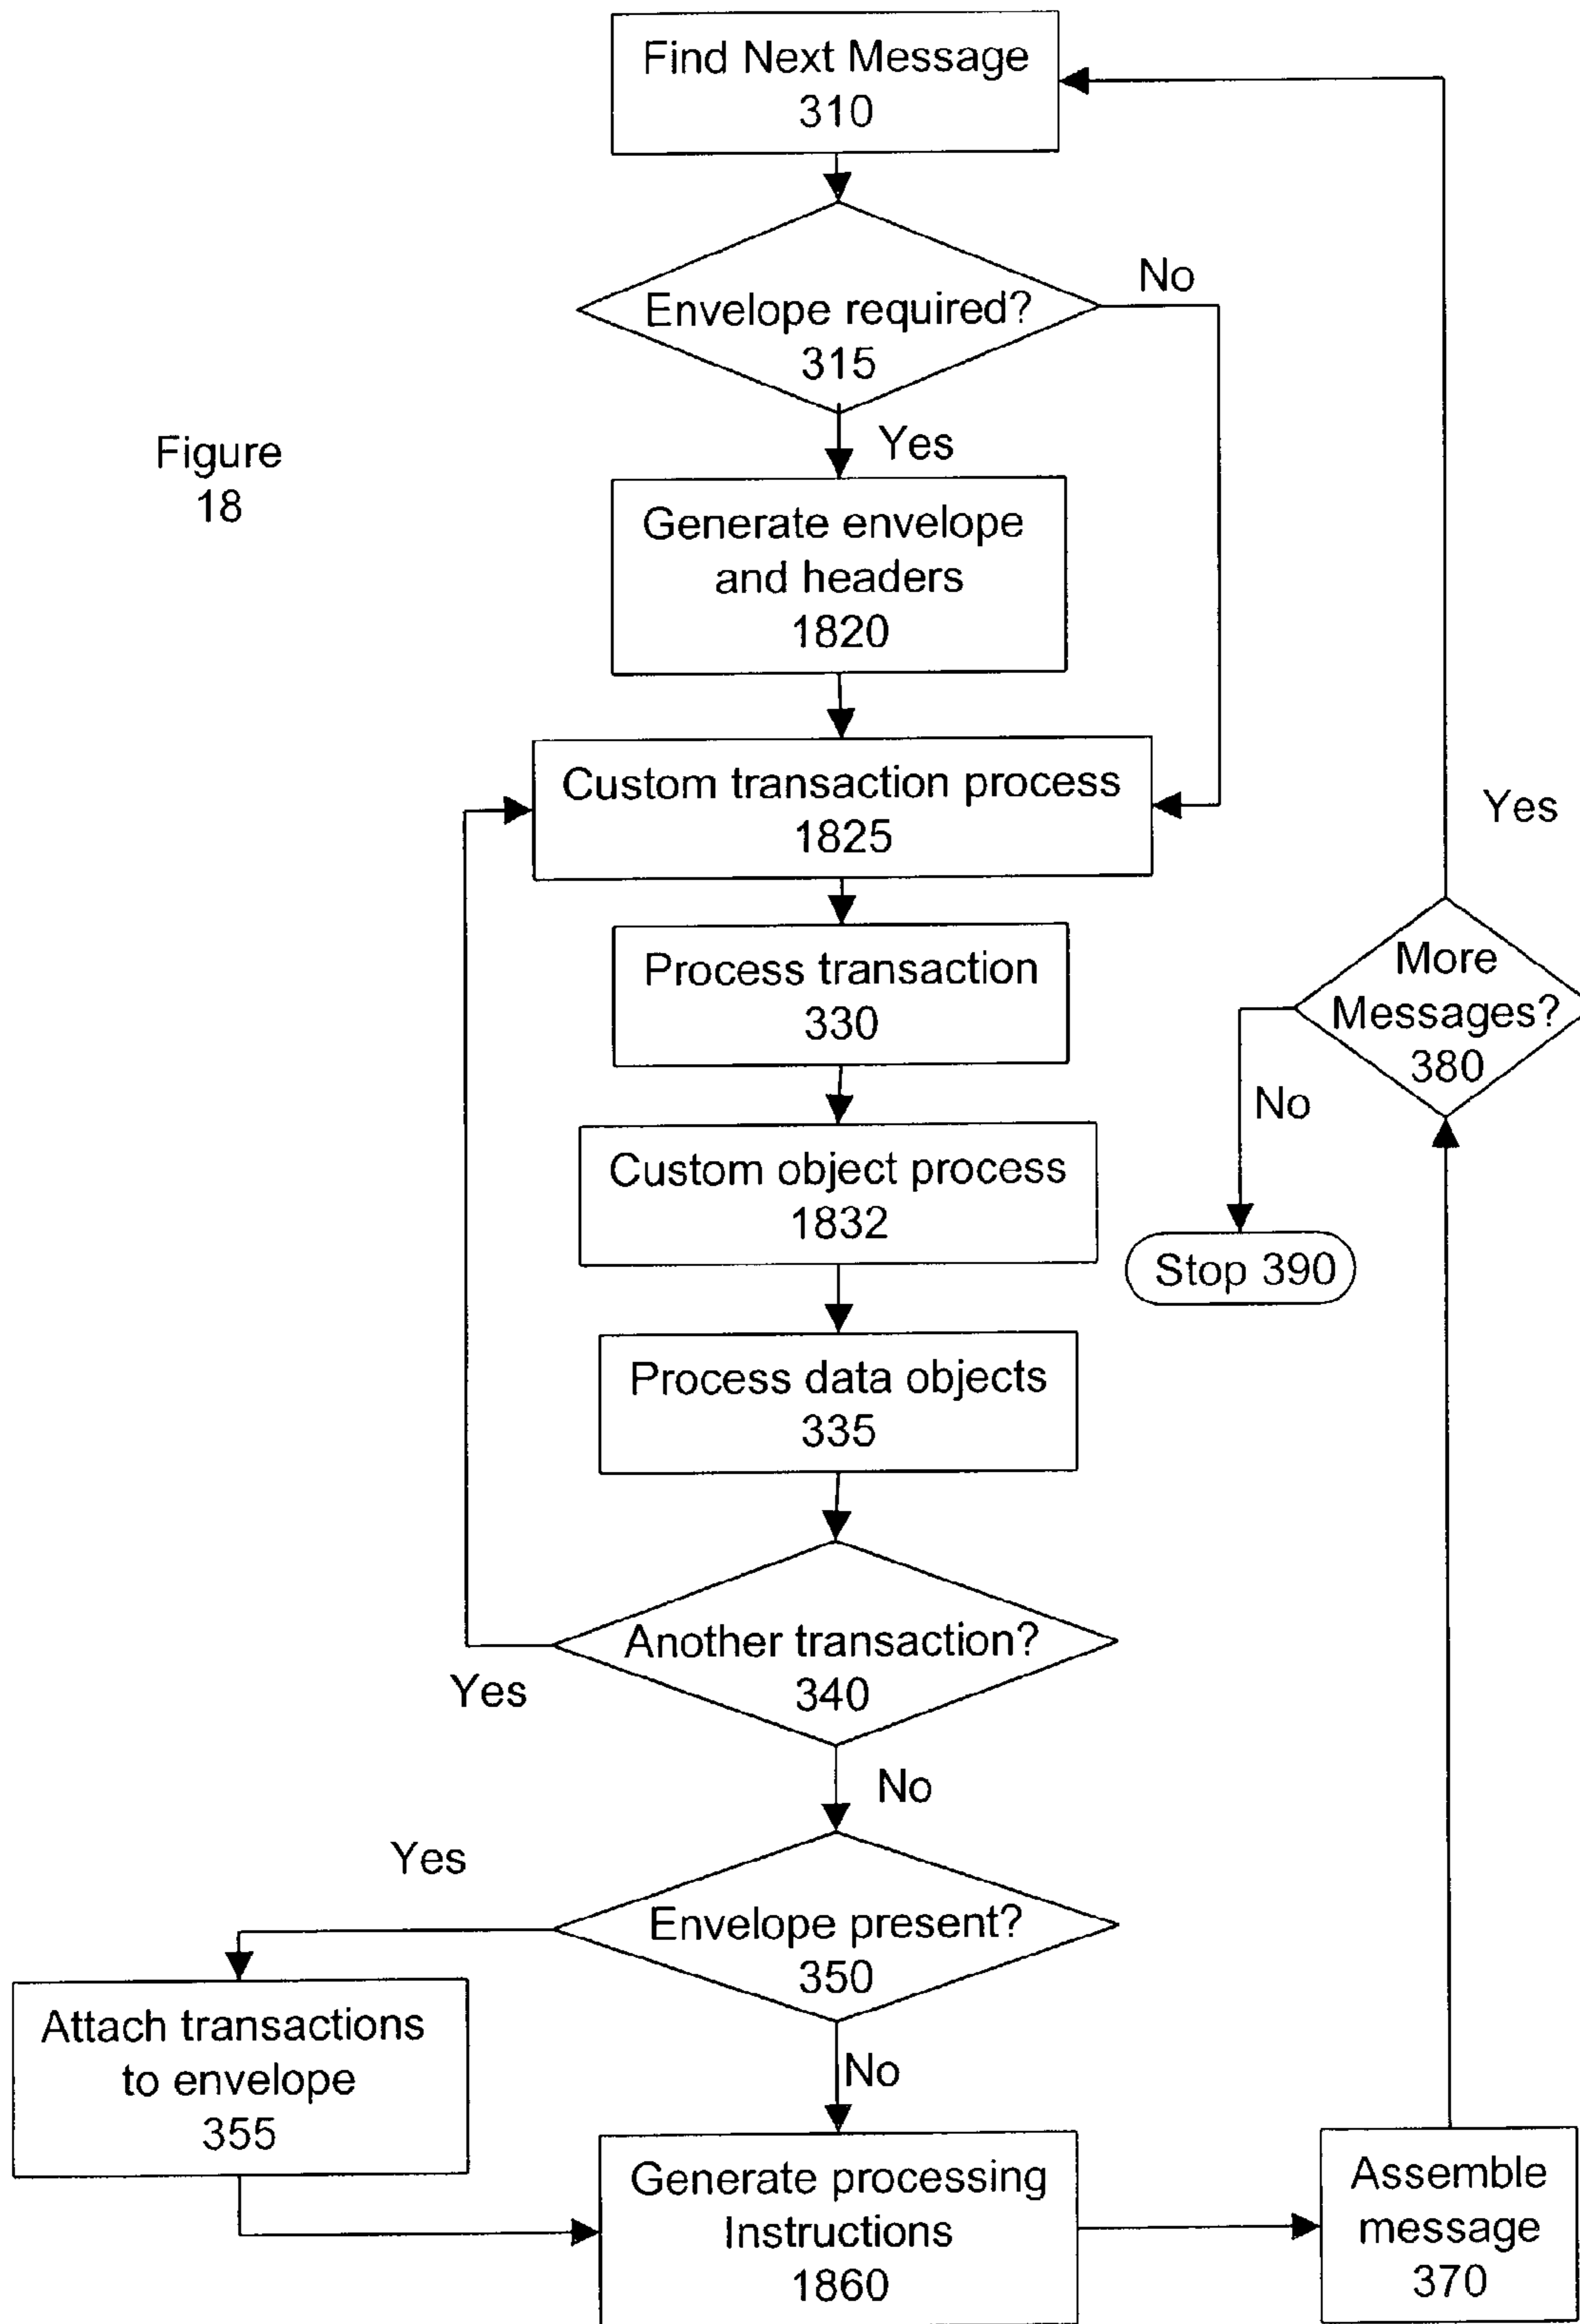 Find Next Message
310
No
Envelope required?
315
Figure
18
Yes
Generate envelope
and headers
1820
Custom transaction process
1825
Yes
Process transaction
330
More
Messages?
380
No
Custom object process
1832
Stop 390
Process data objects
335
Another transaction?
340
Yes
No
Yes
Envelope present?
350
Attach transactions
to envelope
355
No
Generate processing
Instructions
1860
Assemble
message
370